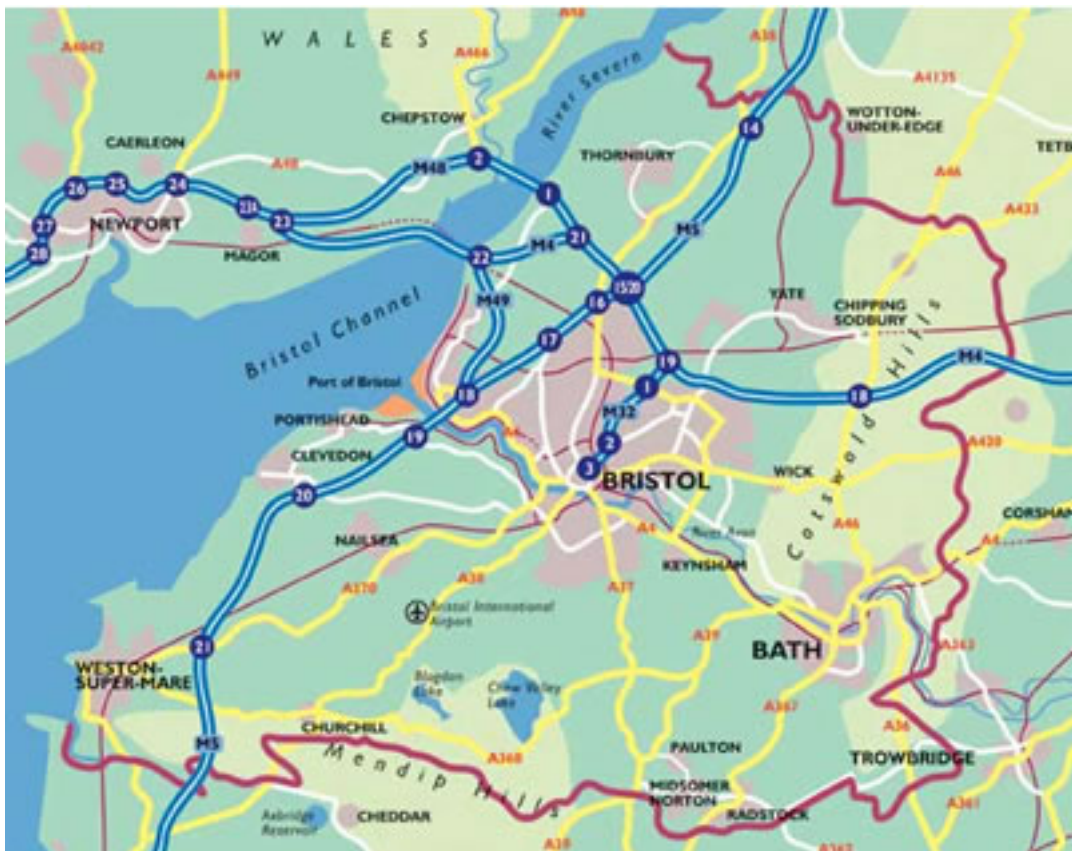 A4042
WALES
A449
A466
A48
A38
A4135
CHEPSTOW
River Severn
WOTTON-
UNDER-EDGE
14
CAERLEON
THORNBURY
A48
M48
2
1
A46
26
25
24
23A
23
27
28
NEWPORT
MAGOR
A433
M5
21
M4
22
M49
15/20
16
YATE
CHIPPING
SODBURY
Bristol Channel
17
19
M4
Port of Bristol
18
1
18
M32
PORTISHEAD
19
A4
2
A420
CLEVEDON
3
BRISTOL
WICK
Cotswold Hills
20
A46
CORSHAM
A4
A4
NAILSEA
River Avon
KEYNSHAM
A370
A38
A37
Bristol International
Airport
A39
21
BATH
A363
WESTON-
SUPER-MARE
Blagdon
Lake
Chew Valley
Lake
A367
A36
CHURCHILL
M5
A368
PAULTON
TROWBRIDGE
Mendip Hills
MIDSOMER
NORTON
RADSTOCK
A361
Axbridge
Reservoir
CHEDDAR
A39